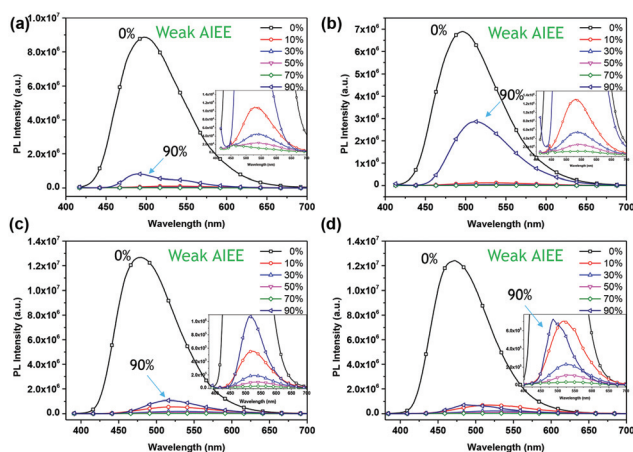 (a)
0%
Weak AIEE
0%
10%
30%
50%
70%
90%
90%
1.0x10⁷
8.0x10⁶
6.0x10⁶
4.0x10⁶
2.0x10⁶
0.0
PL Intensity (a.u.)
400 450 500 550 600 650 700
Wavelength (nm)
(b)
0%
Weak AIEE
0%
10%
30%
50%
70%
90%
90%
7x10⁶
6x10⁶
5x10⁶
4x10⁶
3x10⁶
2x10⁶
1x10⁶
0
PL Intensity (a.u.)
400 450 500 550 600 650 700
Wavelength (nm)
(c)
0%
Weak AIEE
0%
10%
30%
50%
70%
90%
90%
1.4x10⁷
1.2x10⁷
1.0x10⁷
8.0x10⁶
6.0x10⁶
4.0x10⁶
2.0x10⁶
0.0
PL Intensity (a.u.)
400 450 500 550 600 650 700
Wavelength (nm)
(d)
0%
Weak AIEE
0%
10%
30%
50%
70%
90%
90%
1.4x10⁷
1.2x10⁷
1.0x10⁷
8.0x10⁶
6.0x10⁶
4.0x10⁶
2.0x10⁶
0.0
PL Intensity (a.u.)
400 450 500 550 600 650 700
Wavelength (nm)